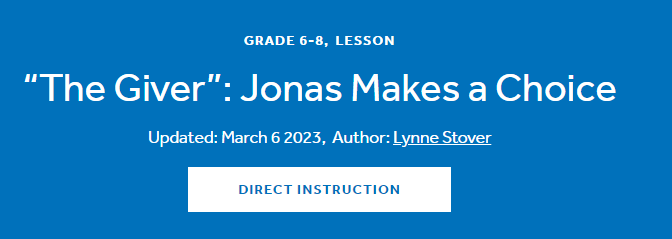 GRADE 6-8, LESSON
“The Giver”: Jonas Makes a Choice
Updated: March 6 2023, Author: Lynne Stover
DIRECT INSTRUCTION